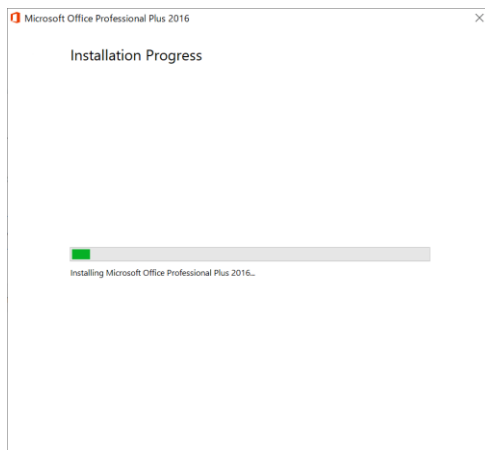 Microsoft Office Professional Plus 2016
Installation Progress
Installing Microsoft Office Professional Plus 2016...